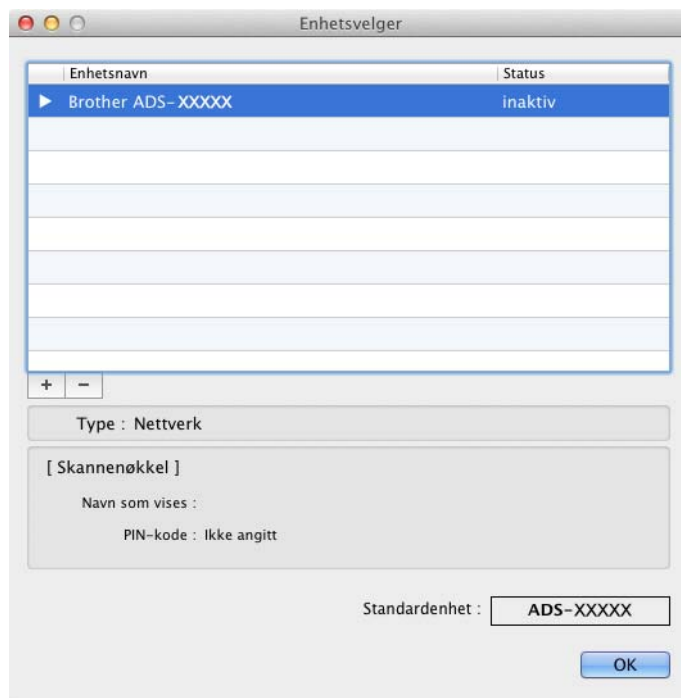 Enhetsvelger
Enhetsnavn Status
Brother ADS-XXXXX inaktiv
+ −
Type : Nettverk
[ Skannenøkkel ]
Navn som vises :
PIN-kode : Ikke angitt
Standardenhet : ADS-XXXXX
OK